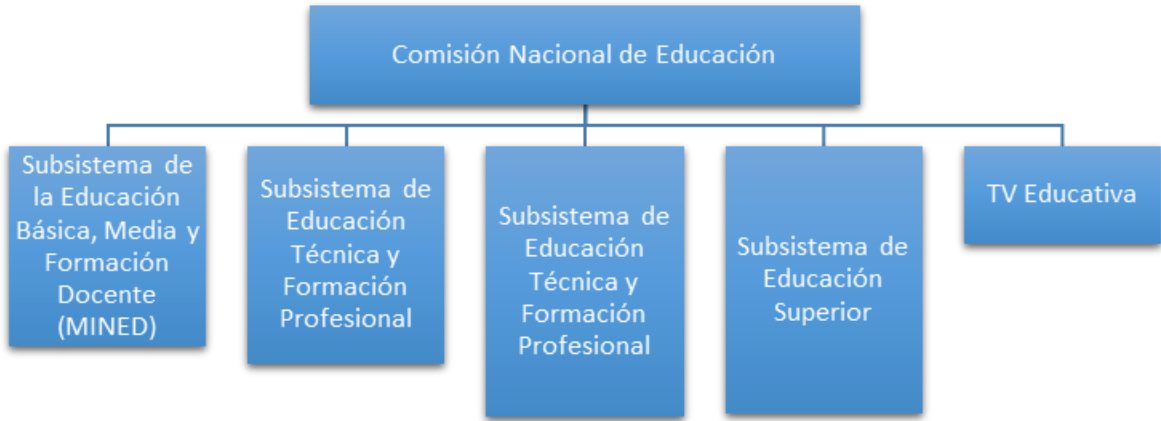 Comisión Nacional de Educación
Subsistema de
la Educación
Básica, Media y
Formación
Docente
(MINED)
Subsistema de
Educación
Técnica y
Formación
Profesional
Subsistema de
Educación
Técnica y
Formación
Profesional
Subsistema de
Educación
Superior
TV Educativa